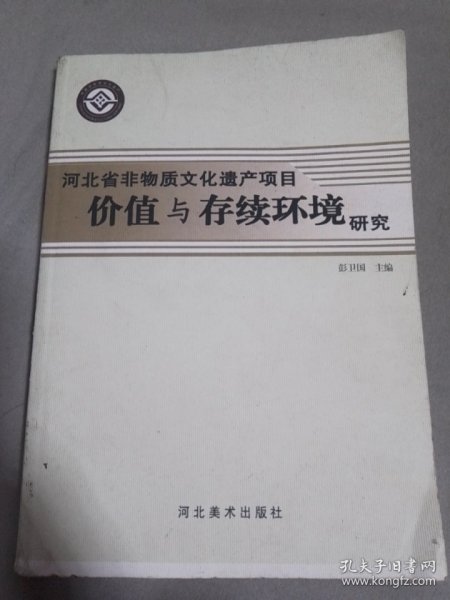 河北省非物质文化遗产项目
价值与存续环境研究
彭卫国 主编
河北美术出版社
孔夫子旧书网
www.kongfz.com